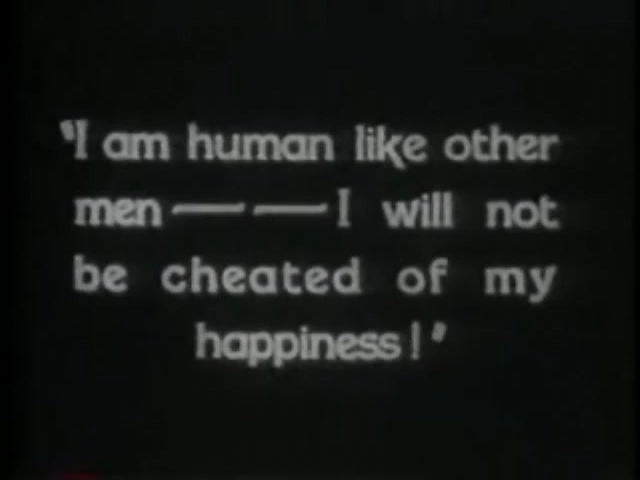 "I am human like other
men — — I will not
be cheated of my
happiness!"